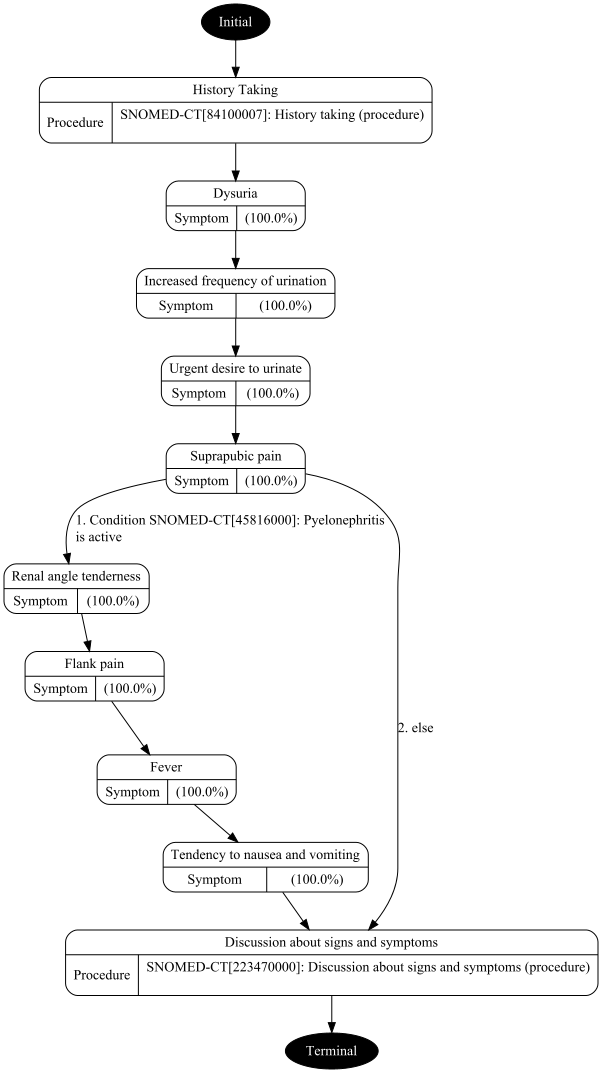 Initial
History Taking
Procedure
SNOMED-CT[84100007]: History taking (procedure)
Dysuria
Symptom (100.0%)
Increased frequency of urination
Symptom (100.0%)
Urgent desire to urinate
Symptom (100.0%)
Suprapubic pain
Symptom (100.0%)
1. Condition SNOMED-CT[45816000]: Pyelonephritis
is active
Renal angle tenderness
Symptom (100.0%)
Flank pain
Symptom (100.0%)
2. else
Fever
Symptom (100.0%)
Tendency to nausea and vomiting
Symptom (100.0%)
Discussion about signs and symptoms
Procedure
SNOMED-CT[223470000]: Discussion about signs and symptoms (procedure)
Terminal